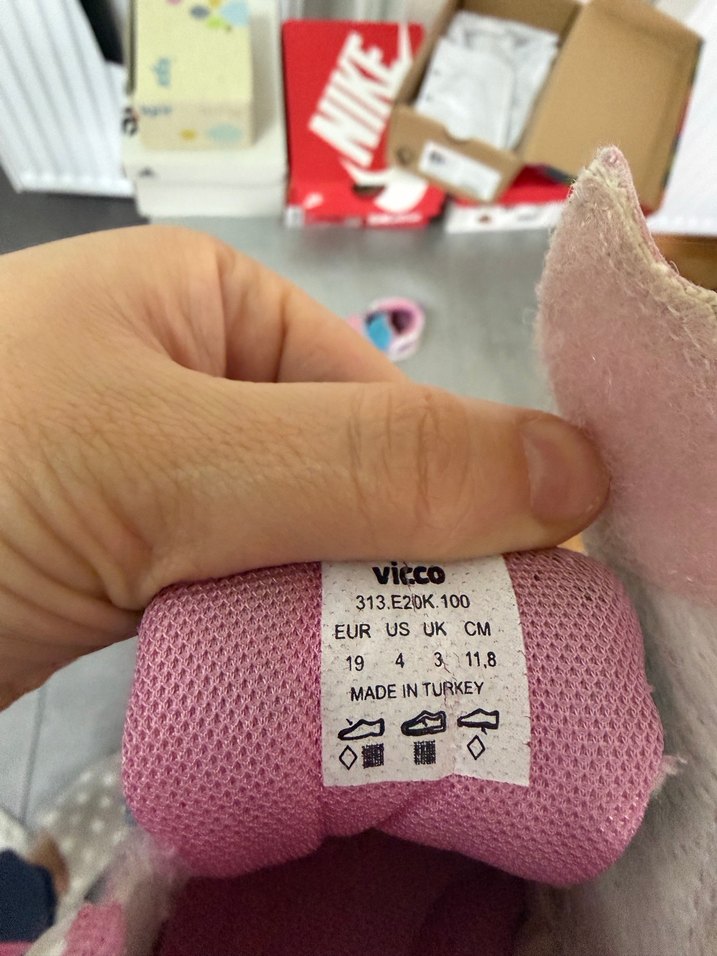 NIKE
vicco
313.E20K.100
EUR US UK CM
19 4 3 11,8
MADE IN TURKEY